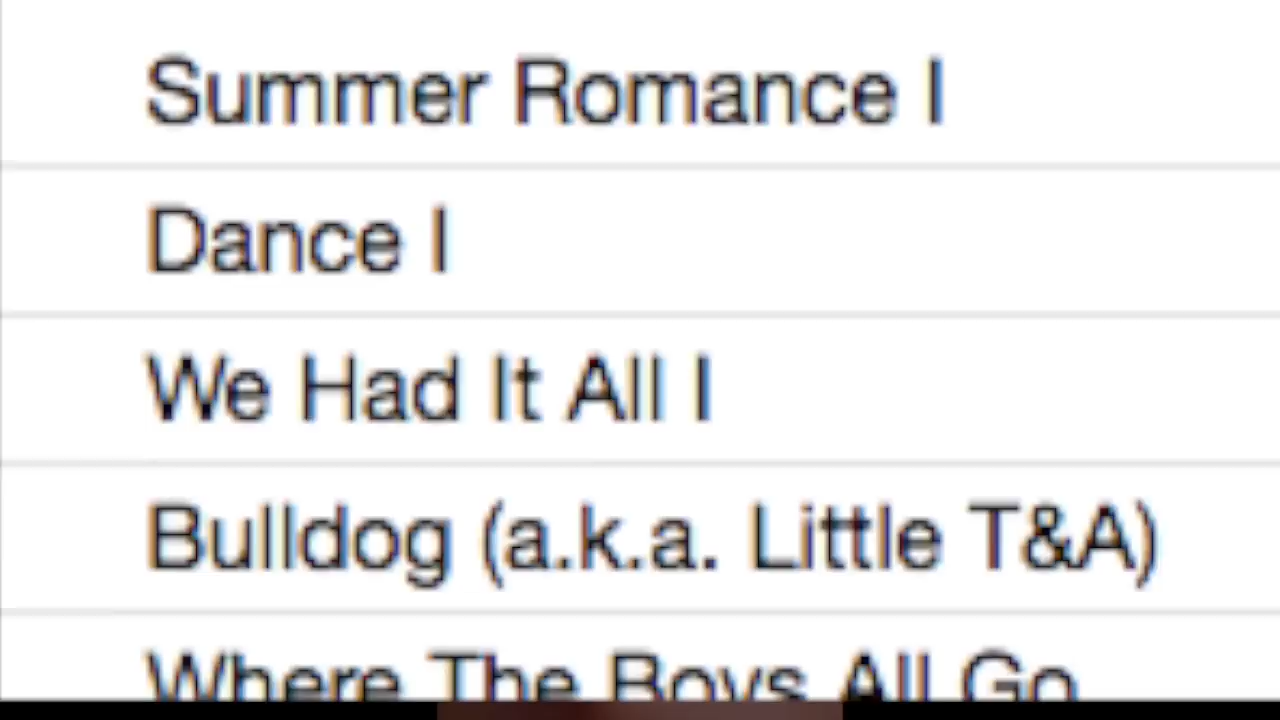 Summer Romance I
Dance I
We Had It All I
Bulldog (a.k.a. Little T&A)
Where The Boys All Go